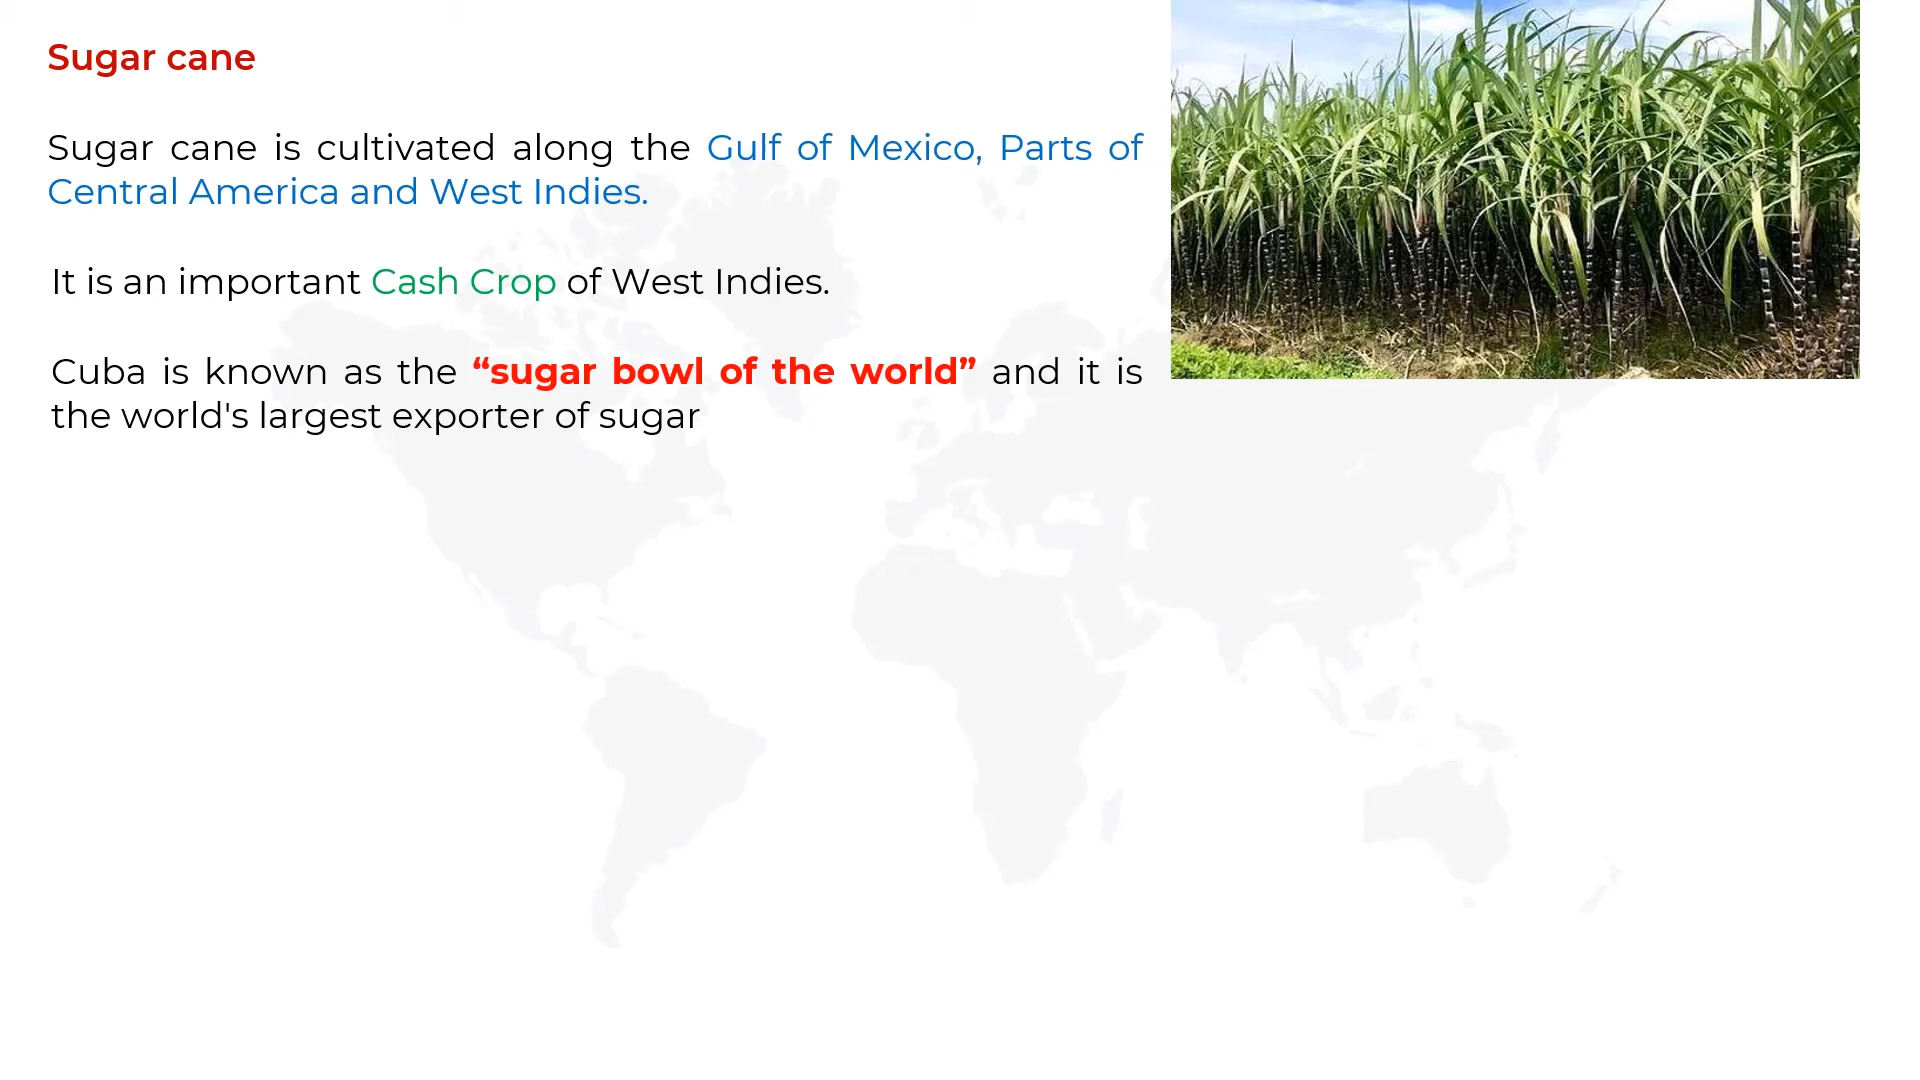 Sugar cane
Sugar cane is cultivated along the Gulf of Mexico, Parts of
Central America and West Indies.
It is an important Cash Crop of West Indies.
Cuba is known as the “sugar bowl of the world” and it is
the world's largest exporter of sugar